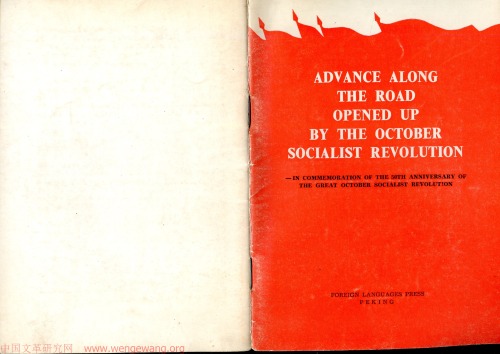 ADVANCE ALONG
THE ROAD
OPENED UP
BY THE OCTOBER
SOCIALIST REVOLUTION
—IN COMMEMORATION OF THE 50TH ANNIVERSARY OF
THE GREAT OCTOBER SOCIALIST REVOLUTION
FOREIGN LANGUAGES PRESS
PEKING
中国文革研究网 www.wengewang.org